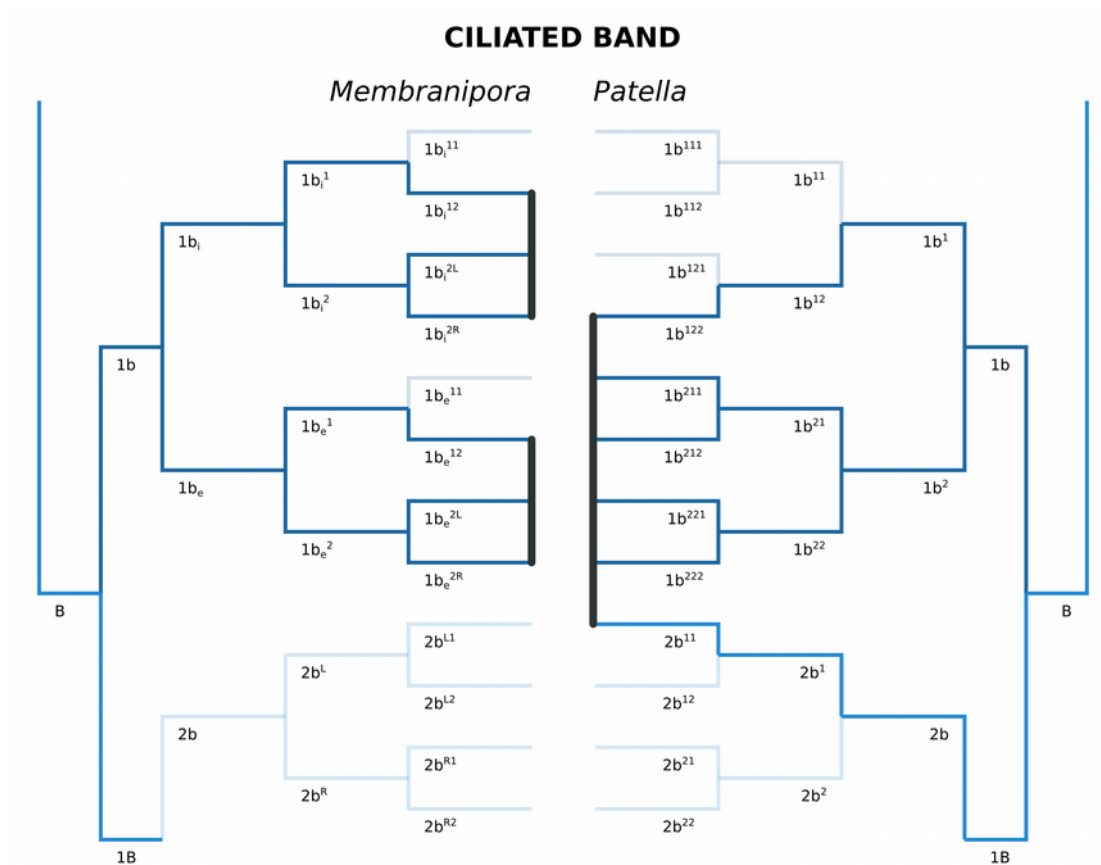 CILIATED BAND
Membranipora Patella
1bᵢ¹¹ 1b¹¹¹
1bᵢ¹ 1b¹¹
1bᵢ¹² 1b¹¹²
1bᵢ 1b¹
1bᵢ²ᴸ 1b¹²¹
1bᵢ² 1b¹²
1bᵢ²ᴿ 1b¹²²
1b 1b
1bₑ¹¹ 1b²¹¹
1bₑ¹ 1b²¹
1bₑ¹² 1b²¹²
1bₑ 1b²
1bₑ²ᴸ 1b²²¹
1bₑ² 1b²²
1bₑ²ᴿ 1b²²²
B B
2bᴸ¹ 2b¹¹
2bᴸ 2b¹
2bᴸ² 2b¹²
2b 2b
2bᴿ¹ 2b²¹
2bᴿ 2b²
2bᴿ² 2b²²
1B 1B